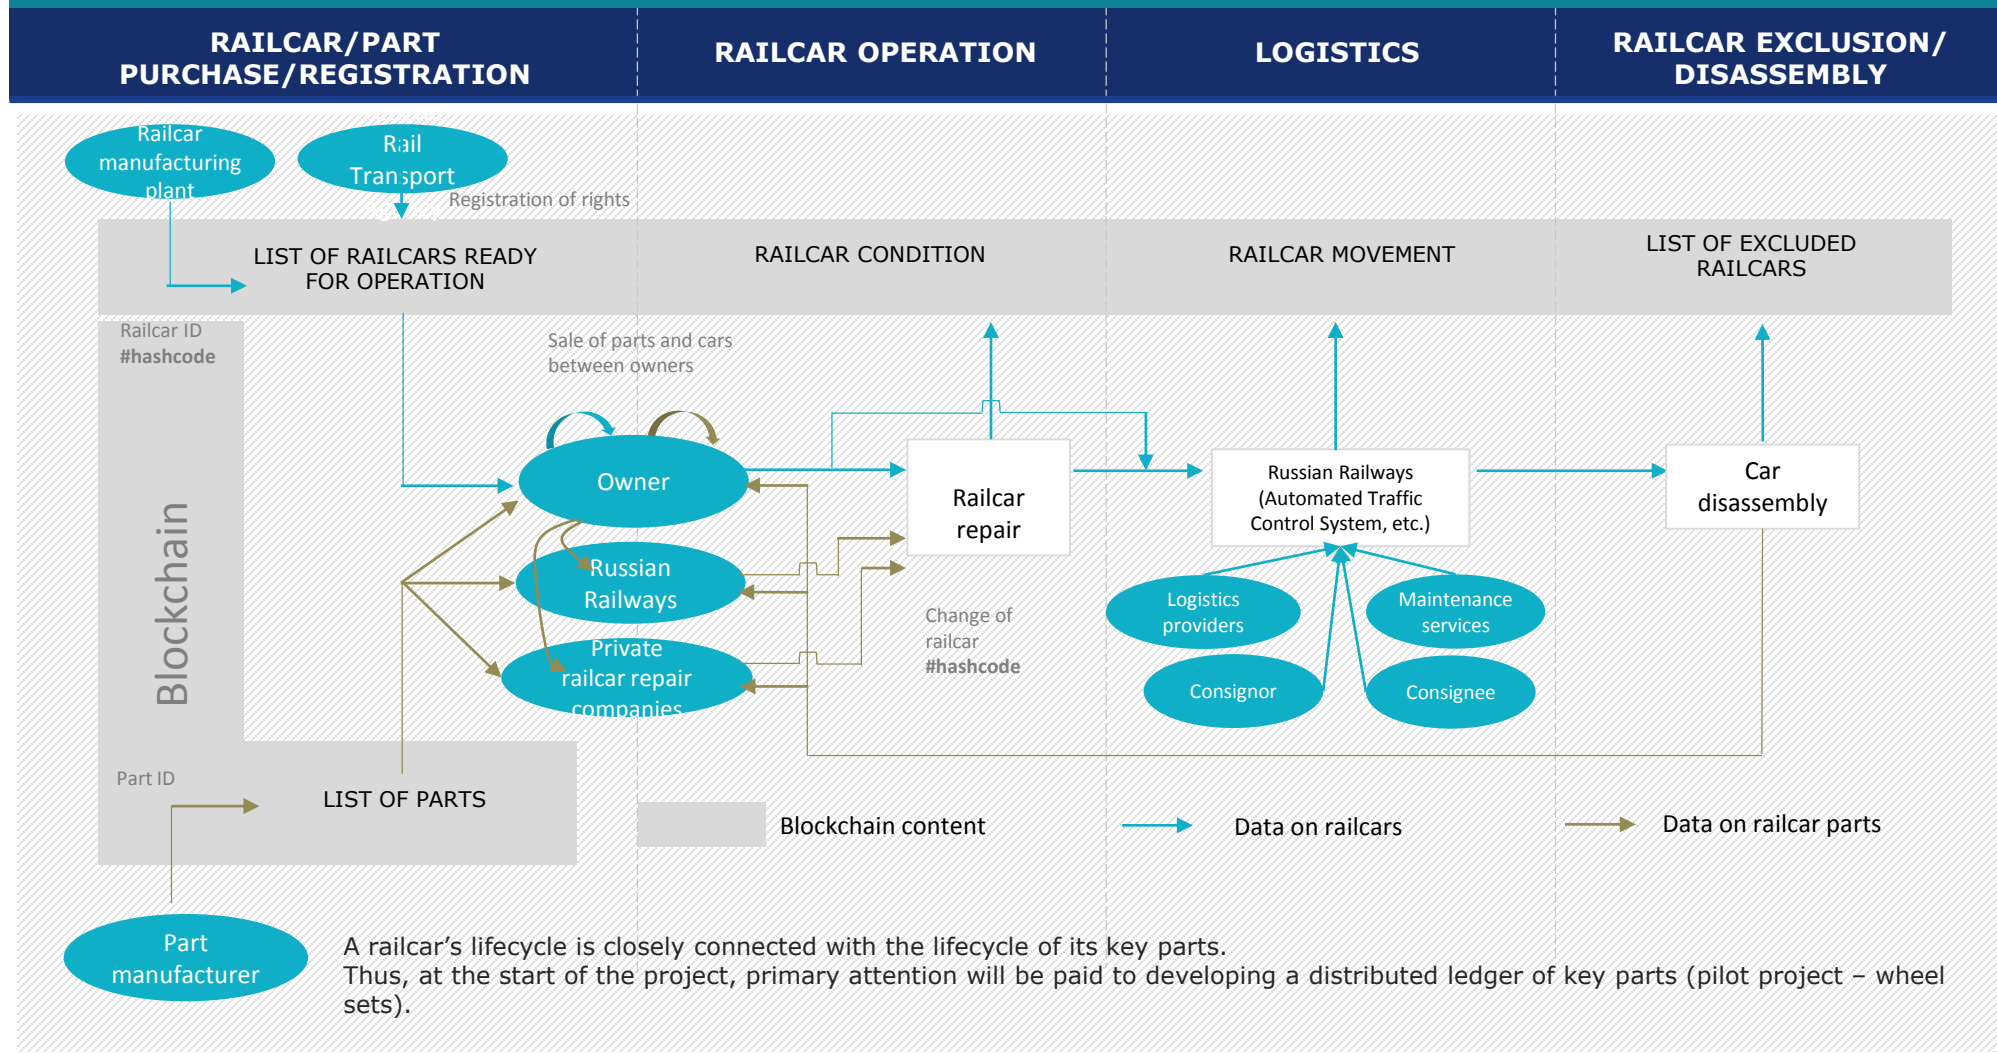 RAILCAR/PART
PURCHASE/REGISTRATION
RAILCAR OPERATION
LOGISTICS
RAILCAR EXCLUSION/
DISASSEMBLY
Railcar
manufacturing
plant
Rail
Transport
Registration of rights
LIST OF RAILCARS READY
FOR OPERATION
RAILCAR CONDITION
RAILCAR MOVEMENT
LIST OF EXCLUDED
RAILCARS
Railcar ID
#hashcode
Sale of parts and cars
between owners
Blockchain
Owner
Russian
Railways
Private
railcar repair
companies
Railcar
repair
Change of
railcar
#hashcode
Russian Railways
(Automated Traffic
Control System, etc.)
Logistics
providers
Maintenance
services
Consignor
Consignee
Car
disassembly
Part ID
LIST OF PARTS
Blockchain content
Data on railcars
Data on railcar parts
Part
manufacturer
A railcar’s lifecycle is closely connected with the lifecycle of its key parts.
Thus, at the start of the project, primary attention will be paid to developing a distributed ledger of key parts (pilot project – wheel
sets).